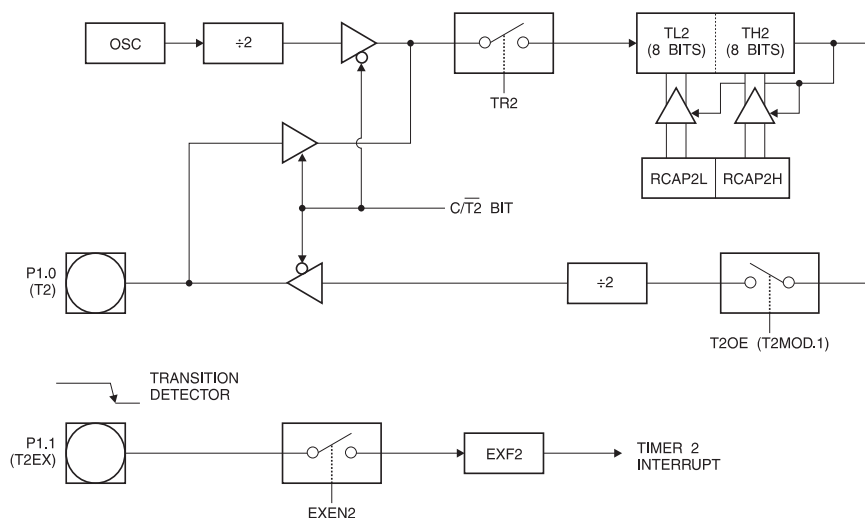 OSC
÷2
TR2
TL2
(8 BITS)
TH2
(8 BITS)
RCAP2L
RCAP2H
C/T̅2̅ BIT
P1.0
(T2)
÷2
T2OE (T2MOD.1)
TRANSITION
DETECTOR
P1.1
(T2EX)
EXEN2
EXF2
TIMER 2
INTERRUPT